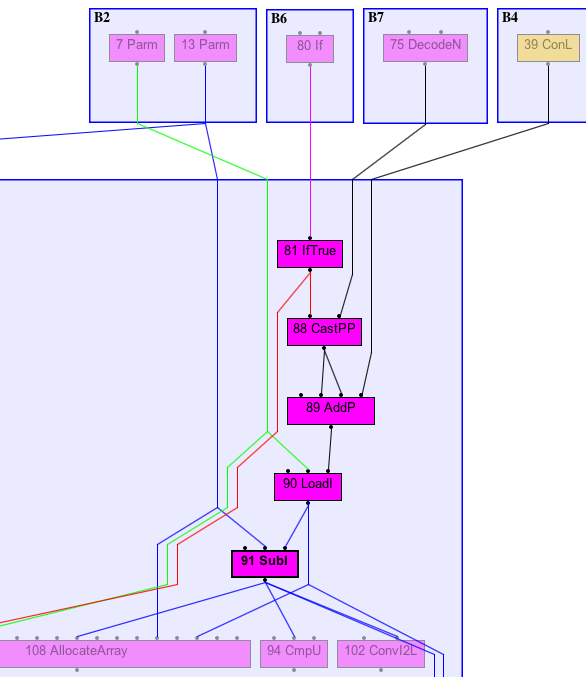 B2
B6
B7
B4
7 Parm
13 Parm
80 If
75 DecodeN
39 ConL
81 IfTrue
88 CastPP
89 AddP
90 LoadI
91 SubI
108 AllocateArray
94 CmpU
102 ConvI2L